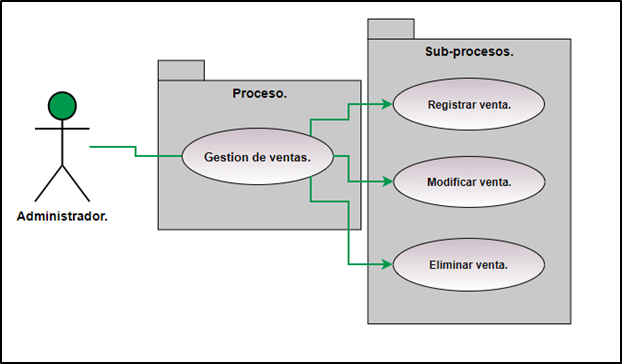 Sub-procesos.
Proceso.
Registrar venta.
Gestion de ventas.
Modificar venta.
Administrador.
Eliminar venta.